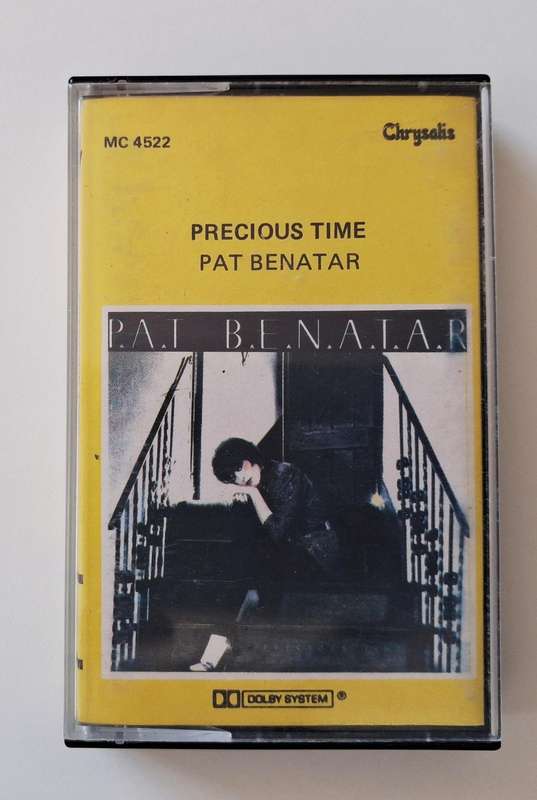 MC 4522
Chrysalis
PRECIOUS TIME
PAT BENATAR
P.A.T B.E.N.A.T.A.R
DOLBY SYSTEM ®